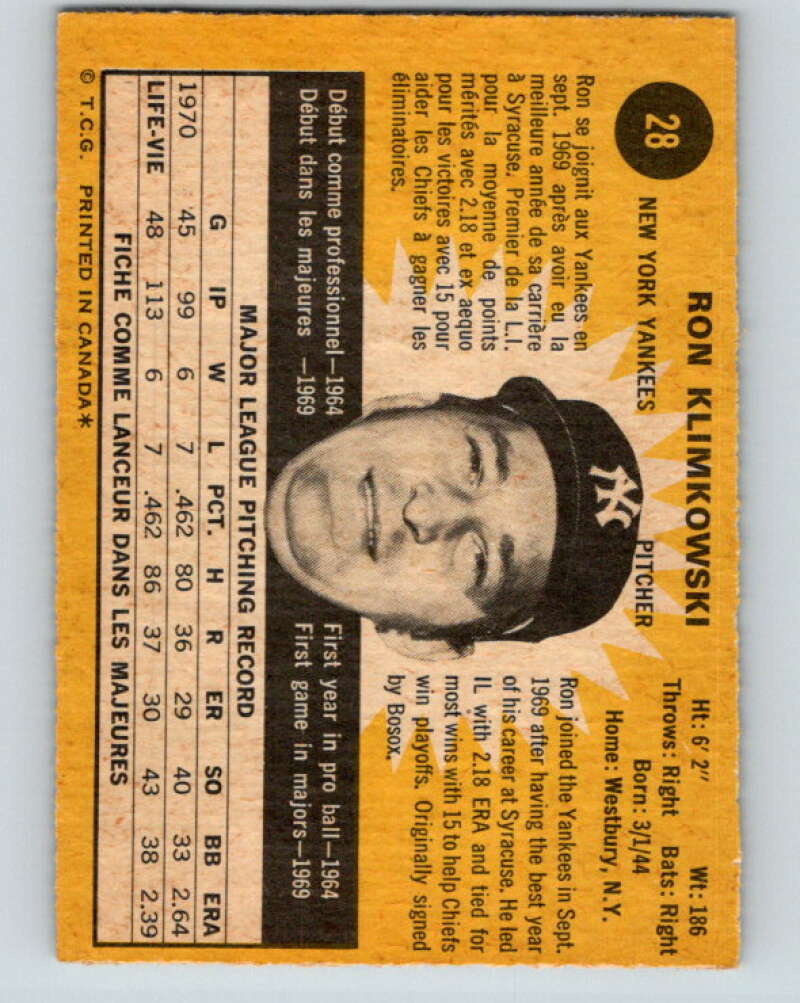 28
RON KLIMKOWSKI
NEW YORK YANKEES PITCHER
Ht: 6' 2" Wt: 186
Throws: Right Bats: Right
Born: 3/1/44
Home: Westbury, N.Y.
Ron se joignit aux Yankees en
sept. 1969 après avoir eu la
meilleure année de sa carrière
à Syracuse. Premier de la L.I.
pour la moyenne de points
mérités avec 2.18 et ex aequo
pour les victoires avec 15 pour
aider les Chiefs à gagner les
éliminatoires.
NY
Ron joined the Yankees in Sept.
1969 after having the best year
of his career at Syracuse. He led
IL with 2.18 ERA and tied for
most wins with 15 to help Chiefs
win playoffs. Originally signed
by Bosox.
Début comme professionnel—1964
Début dans les majeures —1969
First year in pro ball—1964
First game in majors—1969
MAJOR LEAGUE PITCHING RECORD
G IP W L PCT. H R ER SO BB ERA
1970 45 99 6 7 .462 80 36 29 40 33 2.64
LIFE-VIE 48 113 6 7 .462 86 37 30 43 38 2.39
FICHE COMME LANCEUR DANS LES MAJEURES
© T.C.G. PRINTED IN CANADA*